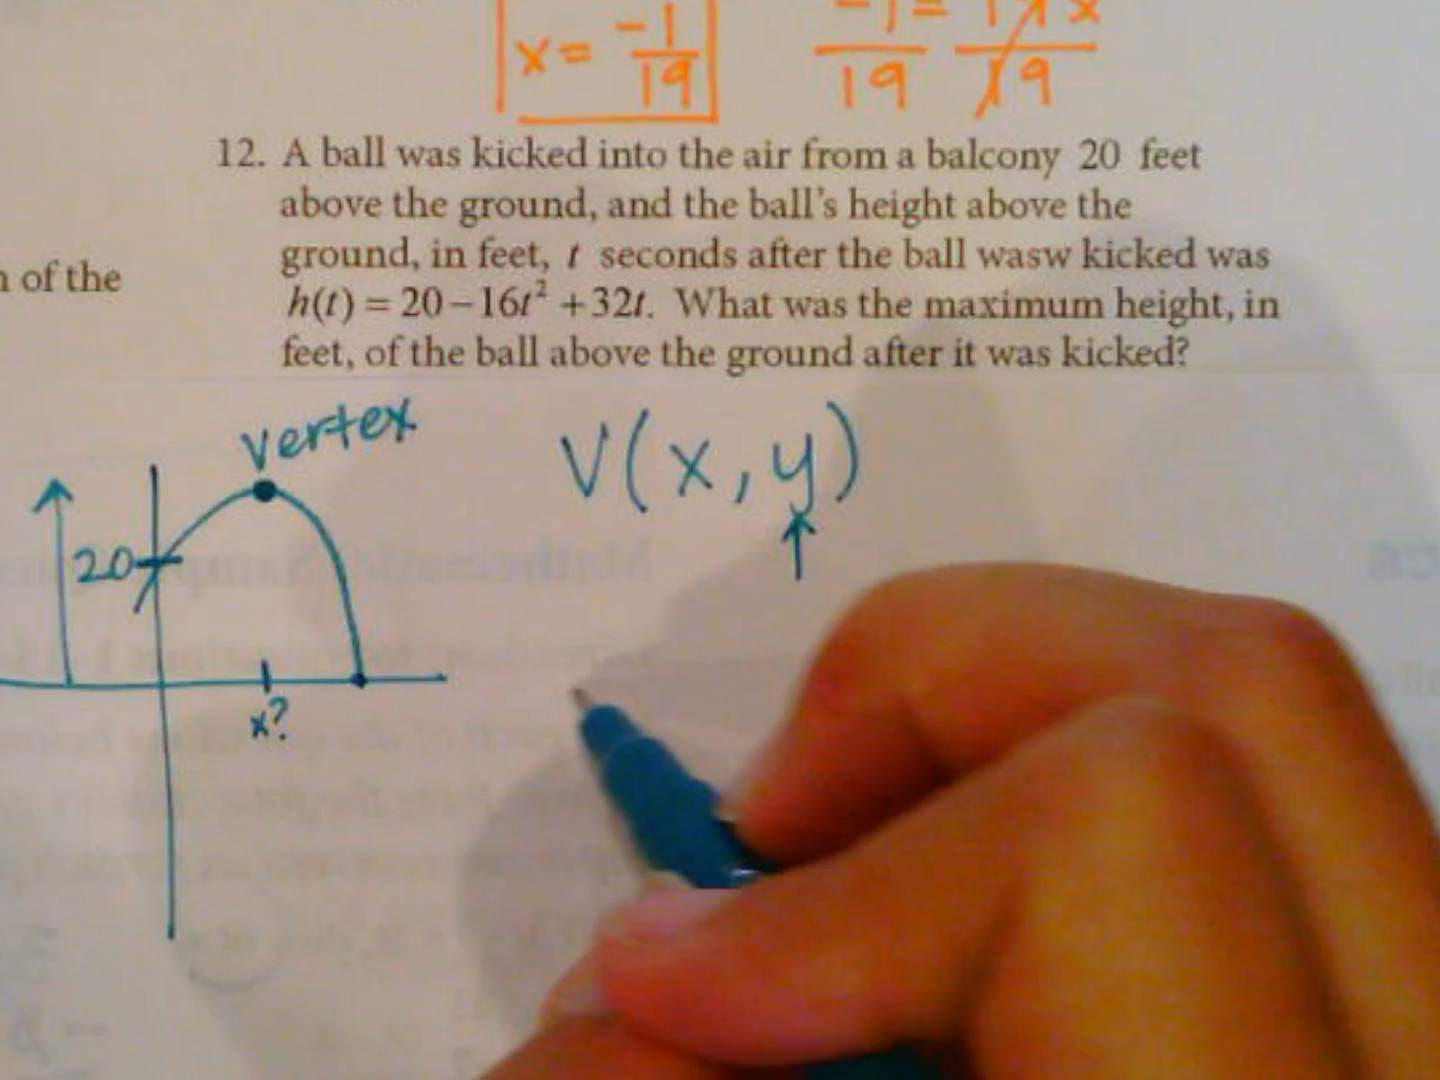 x = -1/19
19 19
12. A ball was kicked into the air from a balcony 20 feet
above the ground, and the ball's height above the
n of the
ground, in feet, t seconds after the ball wasw kicked was
h(t) = 20 – 16t² + 32t. What was the maximum height, in
feet, of the ball above the ground after it was kicked?
vertex
V(x, y)
20
x?